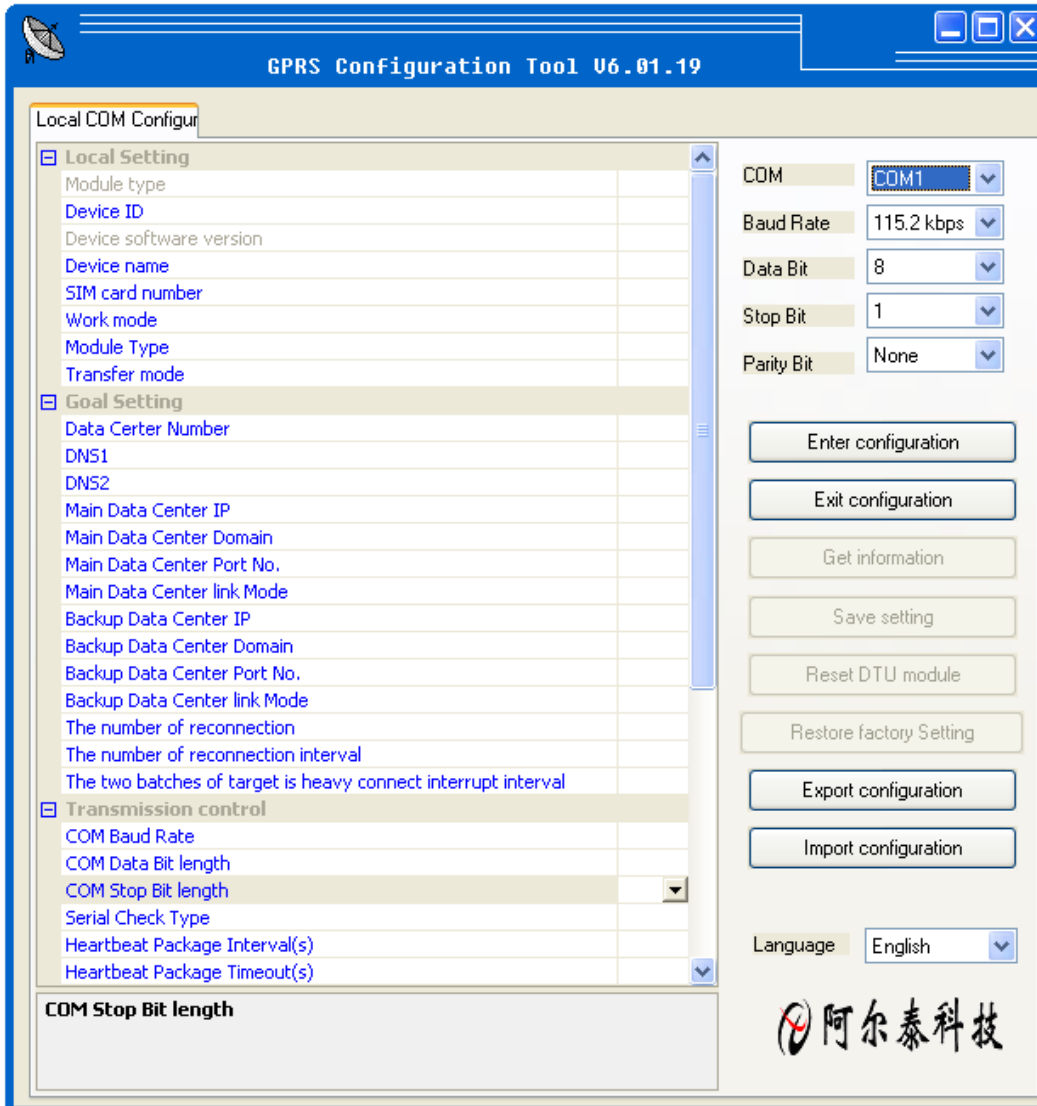 GPRS Configuration Tool V6.01.19
Local COM Configur
Local Setting
Module type
Device ID
Device software version
Device name
SIM card number
Work mode
Module Type
Transfer mode
Goal Setting
Data Certer Number
DNS1
DNS2
Main Data Center IP
Main Data Center Domain
Main Data Center Port No.
Main Data Center link Mode
Backup Data Center IP
Backup Data Center Domain
Backup Data Center Port No.
Backup Data Center link Mode
The number of reconnection
The number of reconnection interval
The two batches of target is heavy connect interrupt interval
Transmission control
COM Baud Rate
COM Data Bit length
COM Stop Bit length
Serial Check Type
Heartbeat Package Interval(s)
Heartbeat Package Timeout(s)
COM Stop Bit length
COM COM1
Baud Rate 115.2 kbps
Data Bit 8
Stop Bit 1
Parity Bit None
Enter configuration
Exit configuration
Get information
Save setting
Reset DTU module
Restore factory Setting
Export configuration
Import configuration
Language English
阿尔泰科技